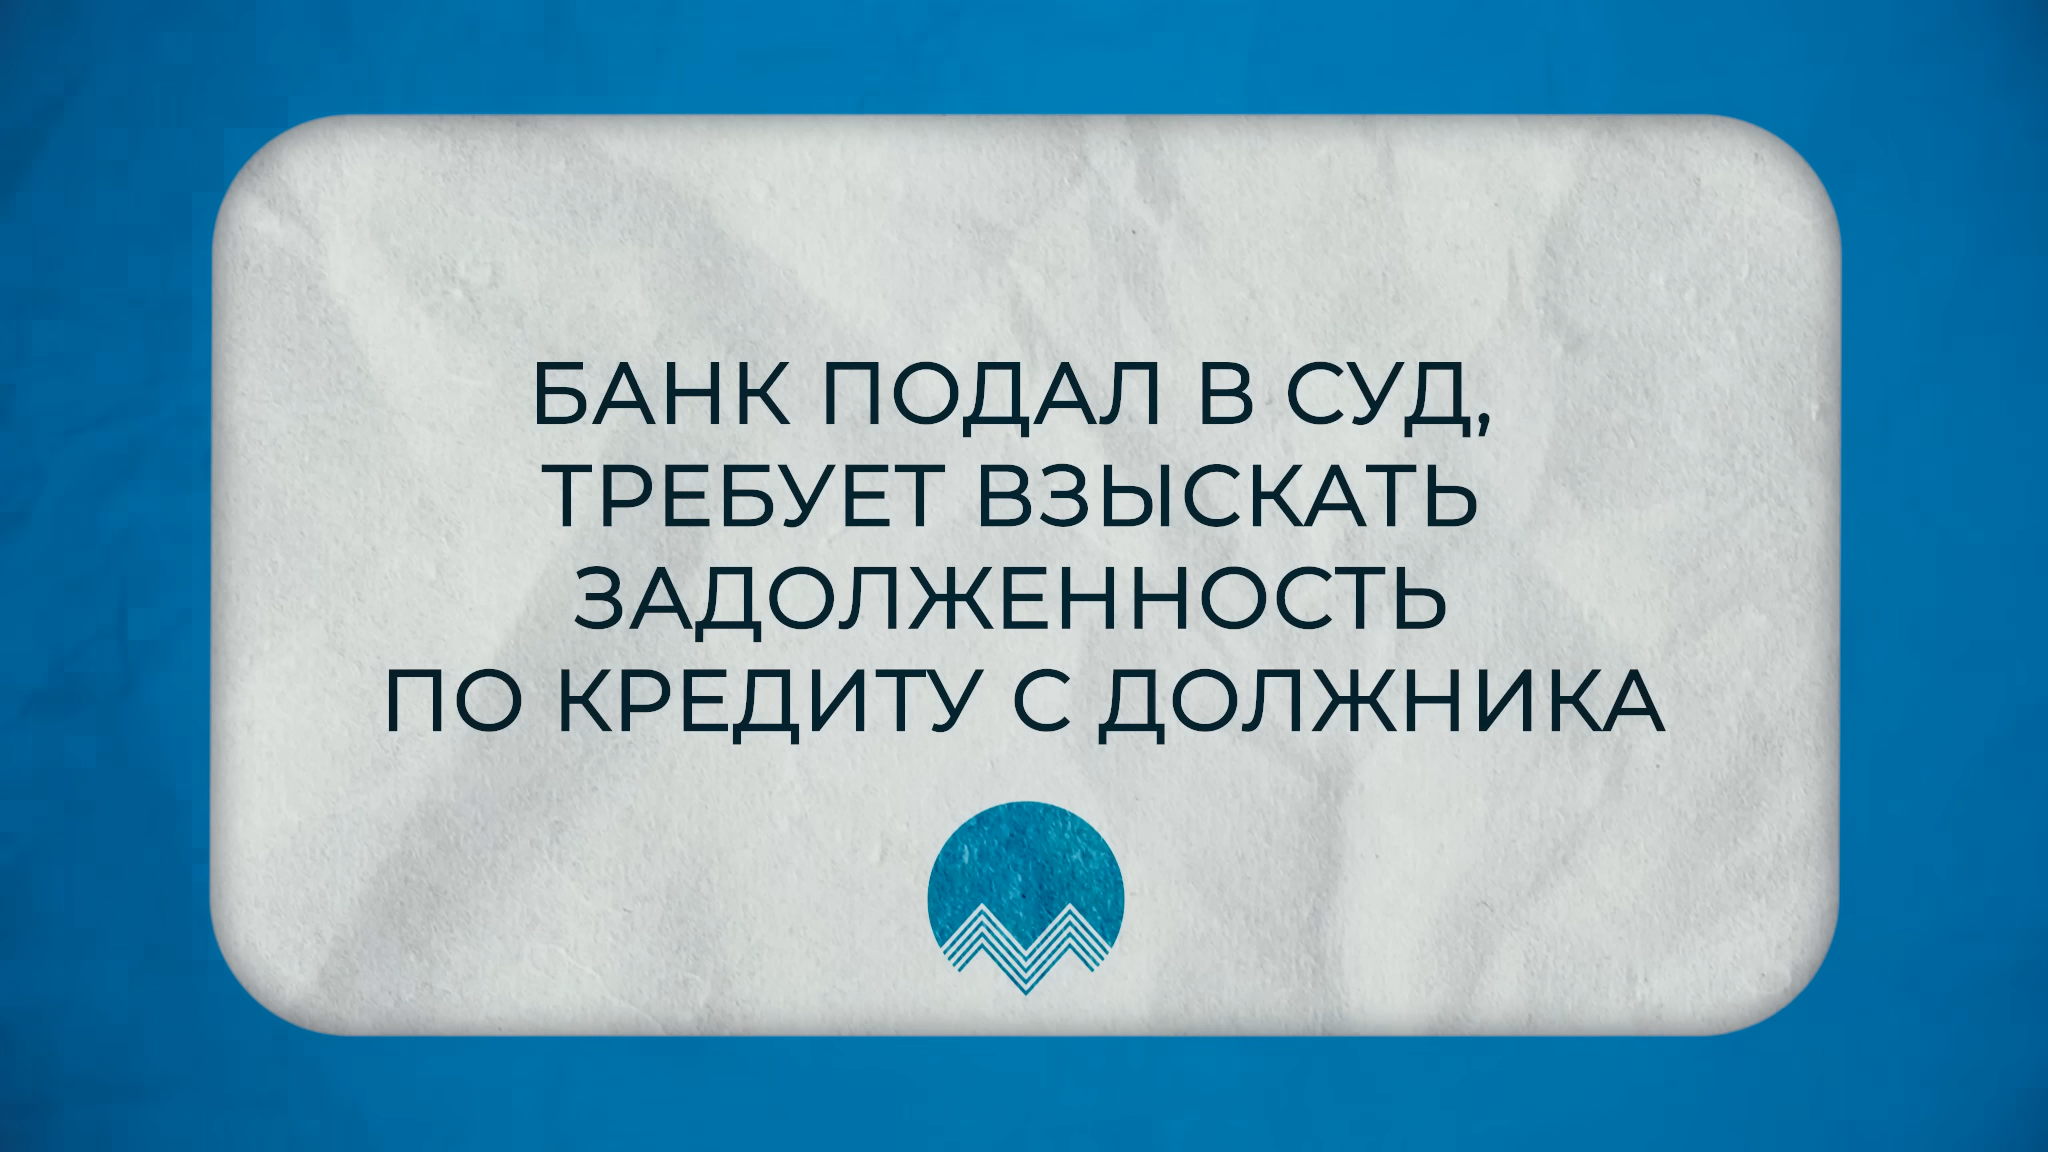 БАНК ПОДАЛ В СУД,
ТРЕБУЕТ ВЗЫСКАТЬ
ЗАДОЛЖЕННОСТЬ
ПО КРЕДИТУ С ДОЛЖНИКА